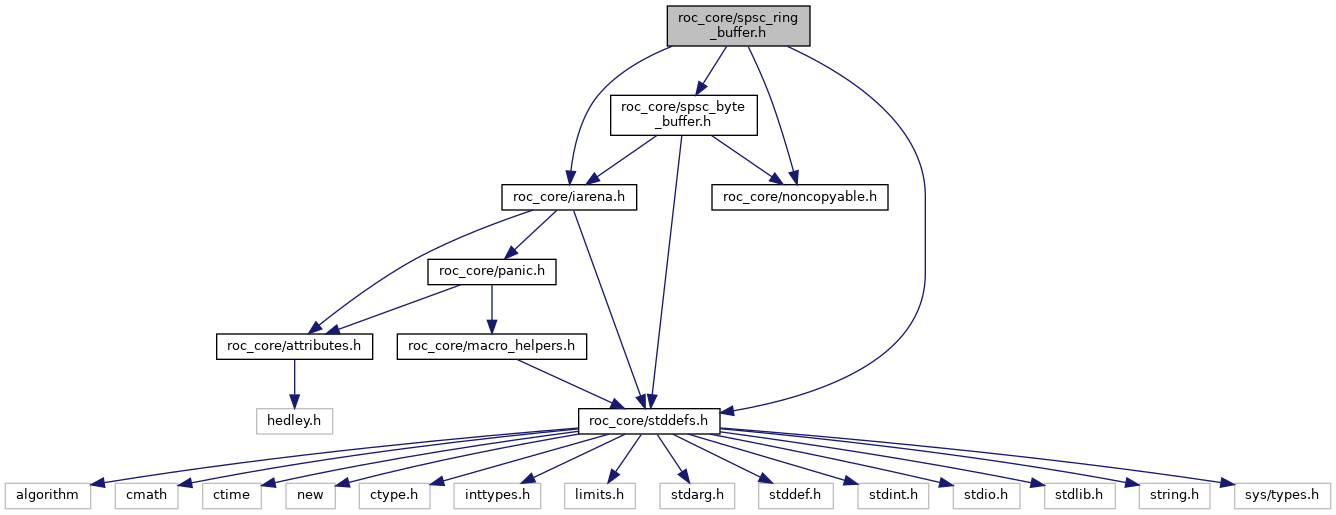 roc_core/spsc_ring
_buffer.h
roc_core/spsc_byte
_buffer.h
roc_core/iarena.h
roc_core/noncopyable.h
roc_core/panic.h
roc_core/attributes.h
roc_core/macro_helpers.h
hedley.h
roc_core/stddefs.h
algorithm
cmath
ctime
new
ctype.h
inttypes.h
limits.h
stdarg.h
stddef.h
stdint.h
stdio.h
stdlib.h
string.h
sys/types.h